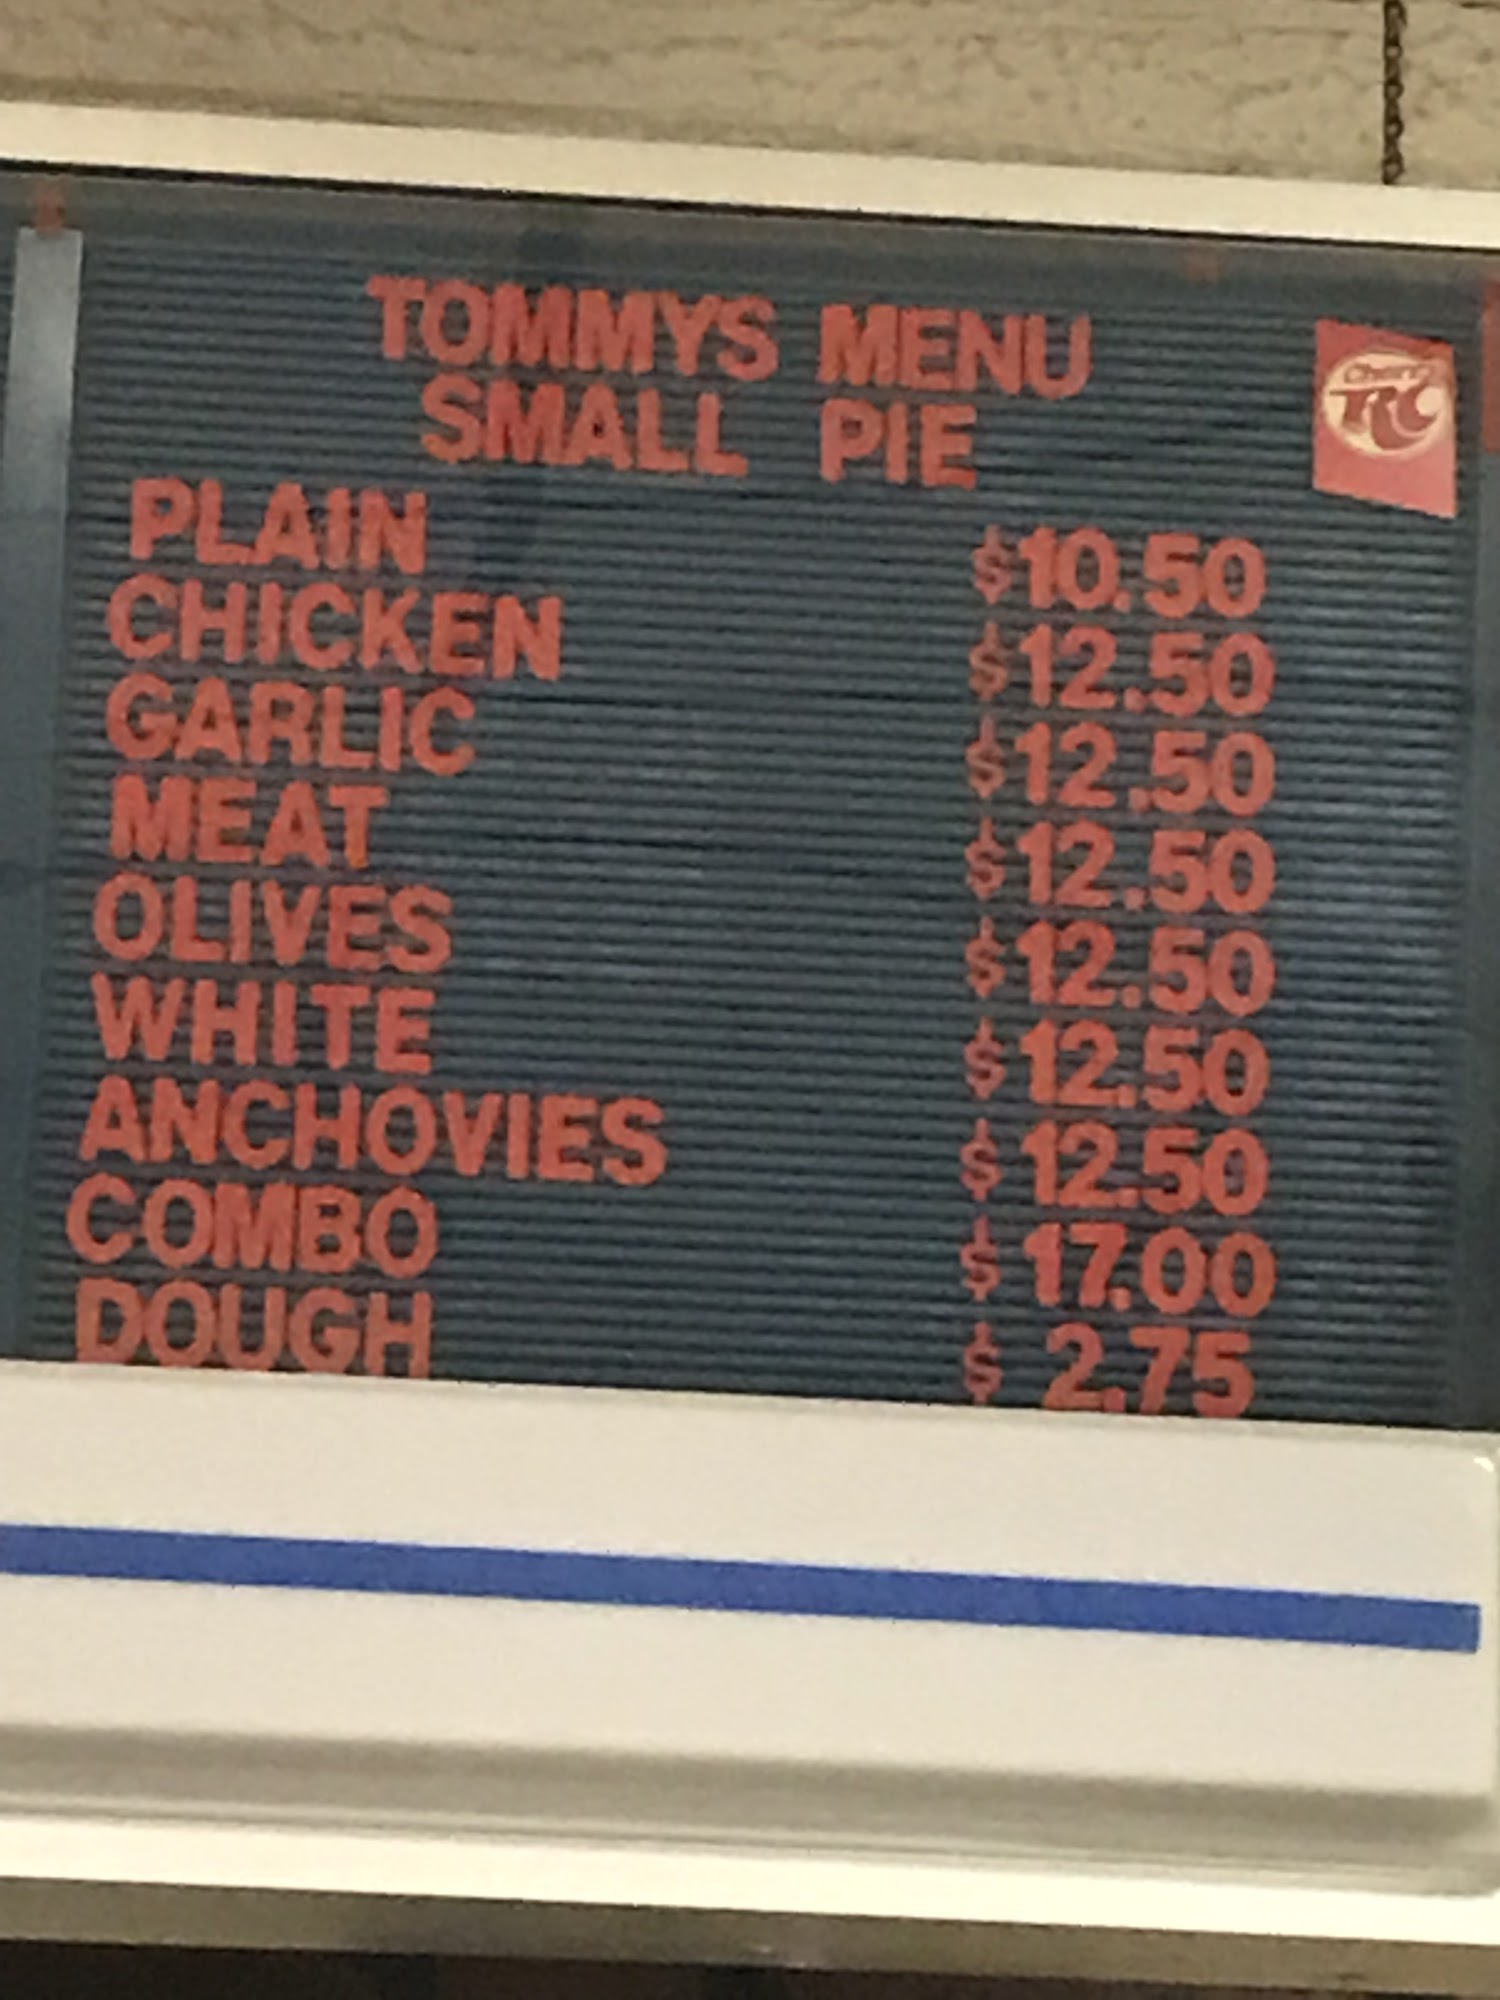 TOMMYS MENU
SMALL PIE
Cherry
RC
PLAIN $10.50
CHICKEN $12.50
GARLIC $12.50
MEAT $12.50
OLIVES $12.50
WHITE $12.50
ANCHOVIES $12.50
COMBO $17.00
DOUGH $2.75